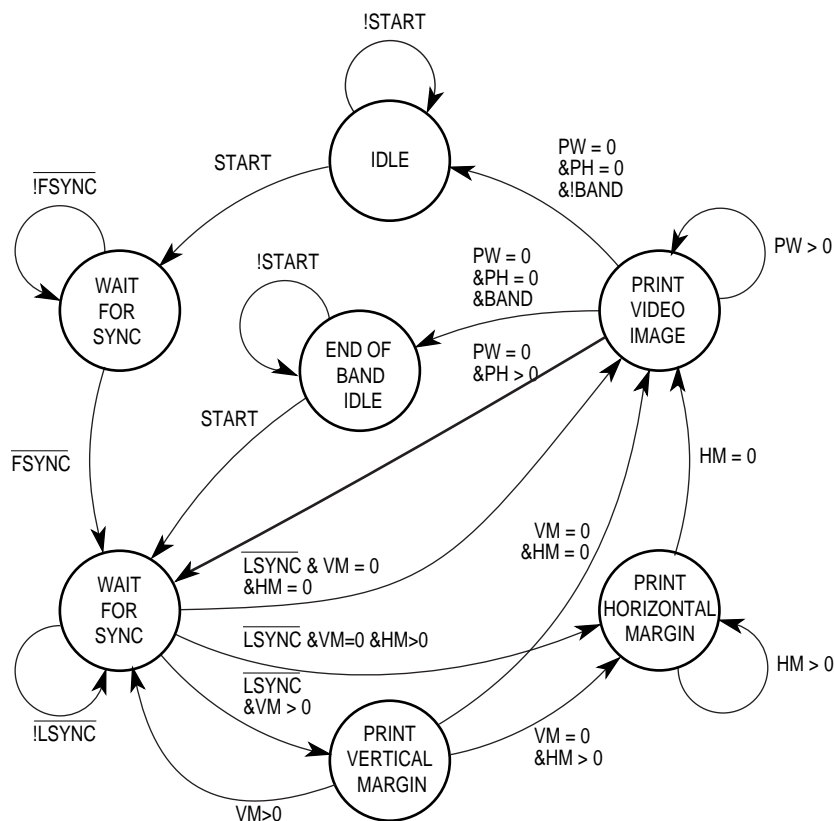 !START
IDLE
START
PW = 0
&PH = 0
&!BAND
!FSYNC
WAIT
FOR
SYNC
!START
PW = 0
&PH = 0
&BAND
PRINT
VIDEO
IMAGE
PW > 0
END OF
BAND
IDLE
PW = 0
&PH > 0
START
FSYNC
HM = 0
VM = 0
&HM = 0
LSYNC & VM = 0
&HM = 0
WAIT
FOR
SYNC
PRINT
HORIZONTAL
MARGIN
LSYNC &VM=0 &HM>0
HM > 0
LSYNC
&VM > 0
!LSYNC
PRINT
VERTICAL
MARGIN
VM = 0
&HM > 0
VM>0